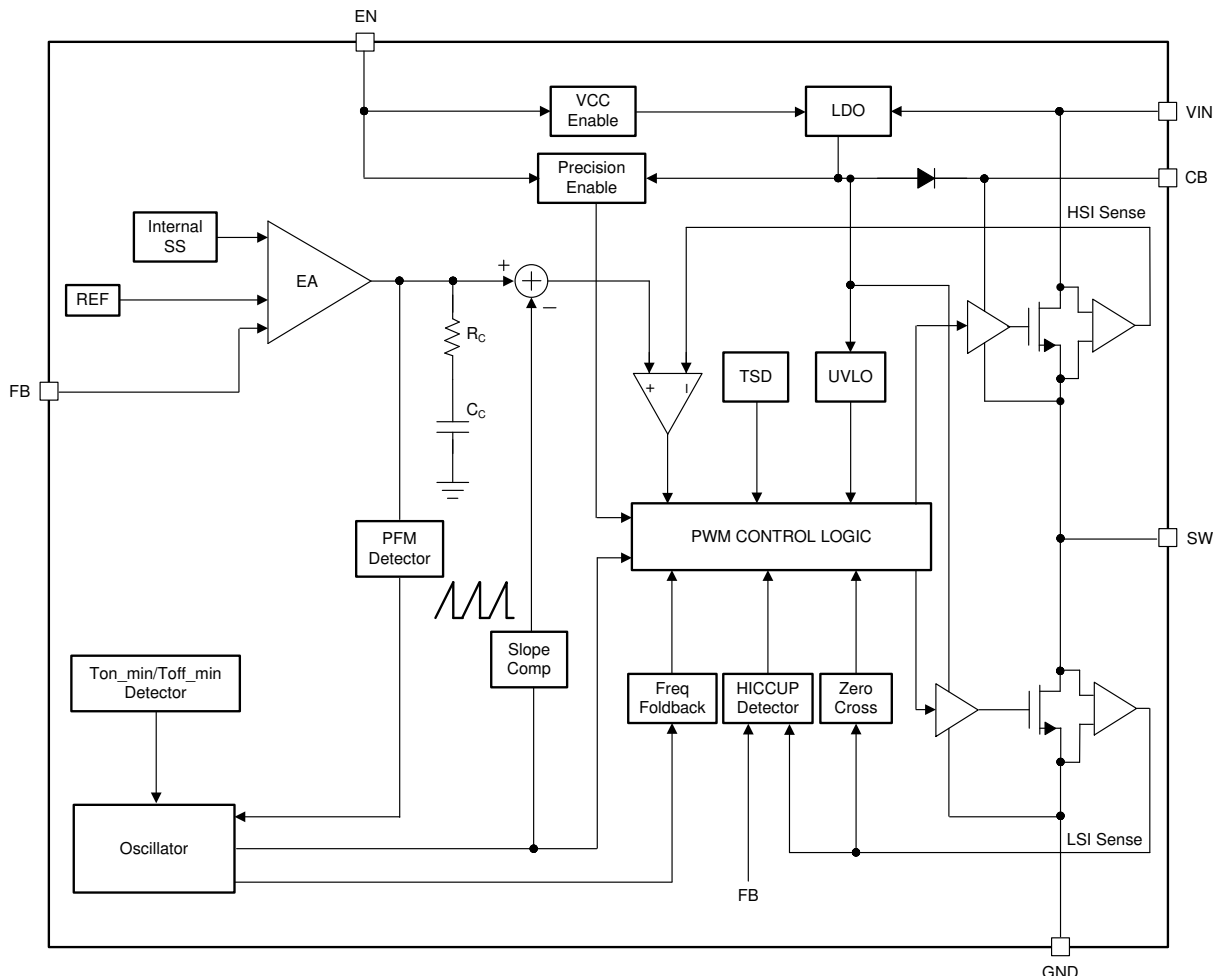 EN
VCC
Enable
LDO
VIN
Precision
Enable
CB
HSI Sense
Internal
SS
EA
+
+
−
REF
RC
FB
TSD
UVLO
+
−
CC
PWM CONTROL LOGIC
SW
PFM
Detector
Slope
Comp
Ton_min/Toff_min
Detector
Freq
Foldback
HICCUP
Detector
Zero
Cross
Oscillator
LSI Sense
FB
GND